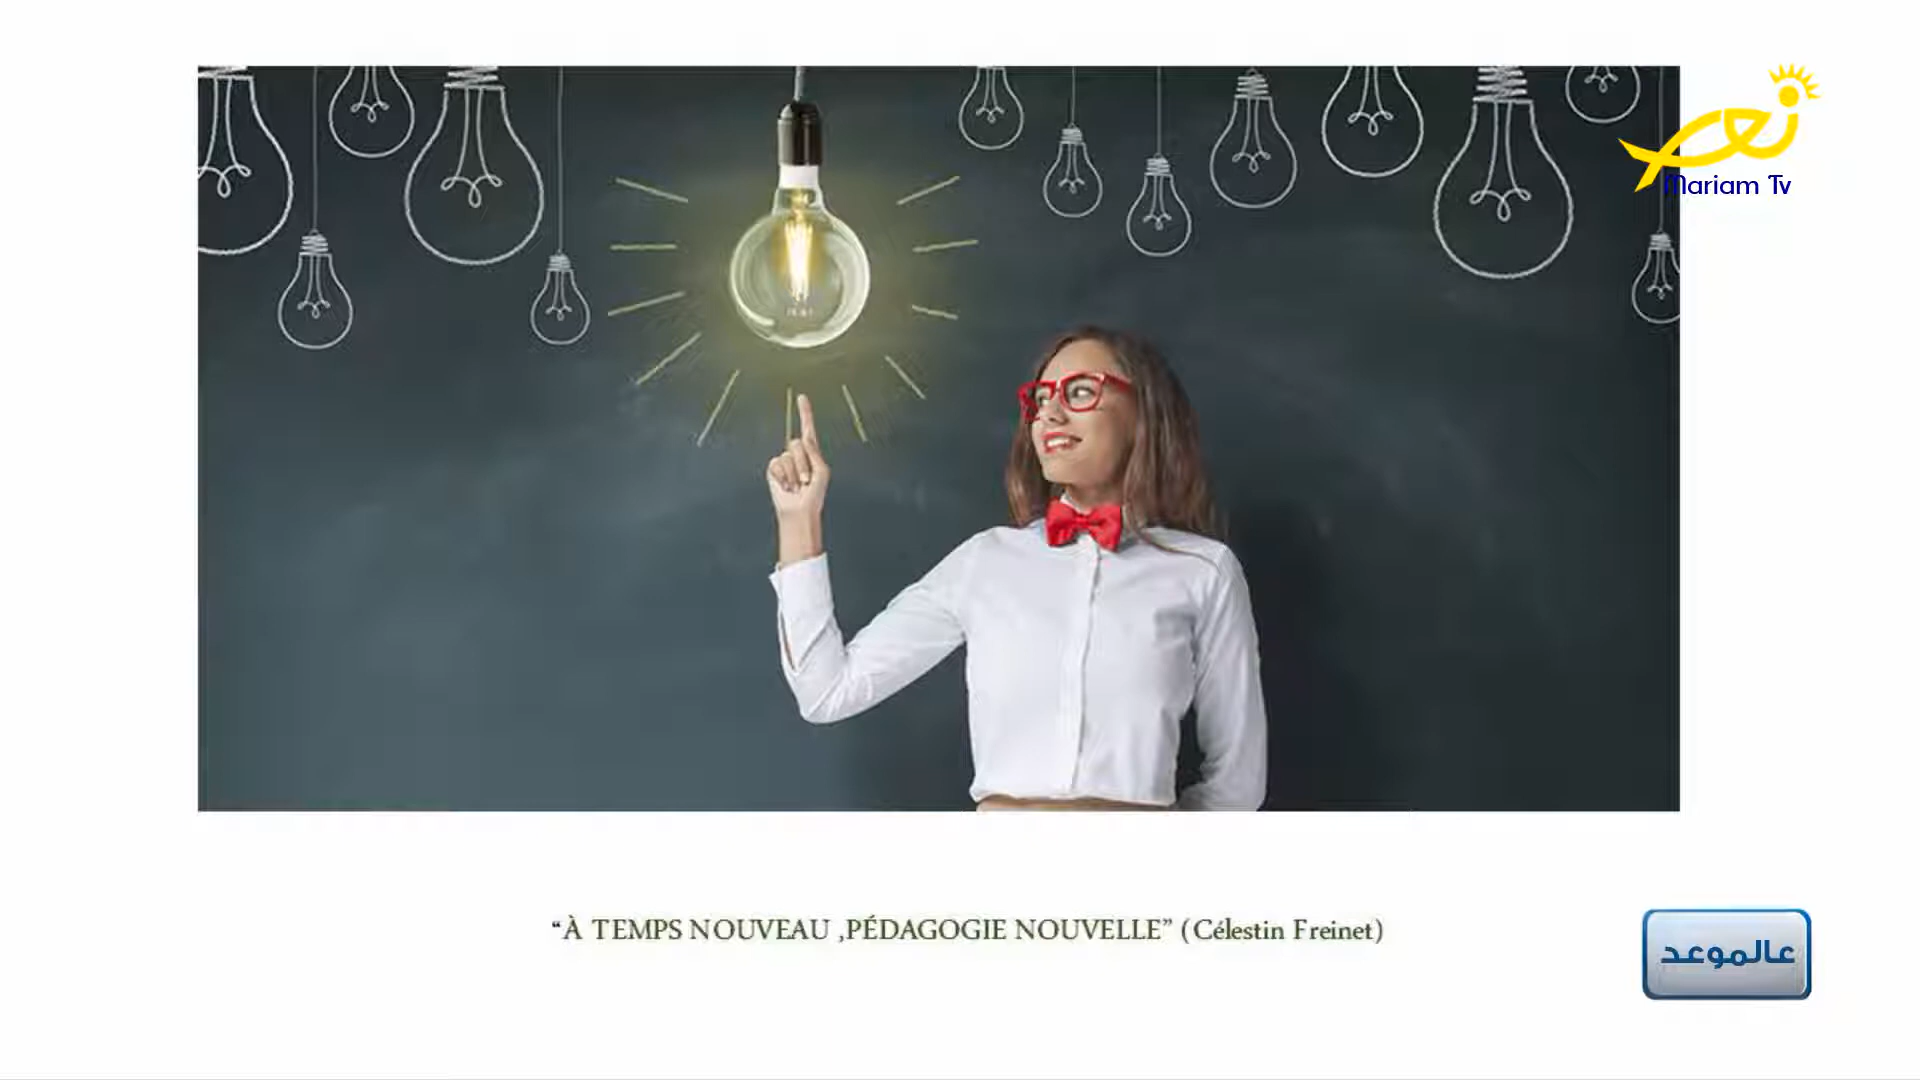 Mariam Tv
“À TEMPS NOUVEAU ,PÉDAGOGIE NOUVELLE” (Célestin Freinet)
عالموعد